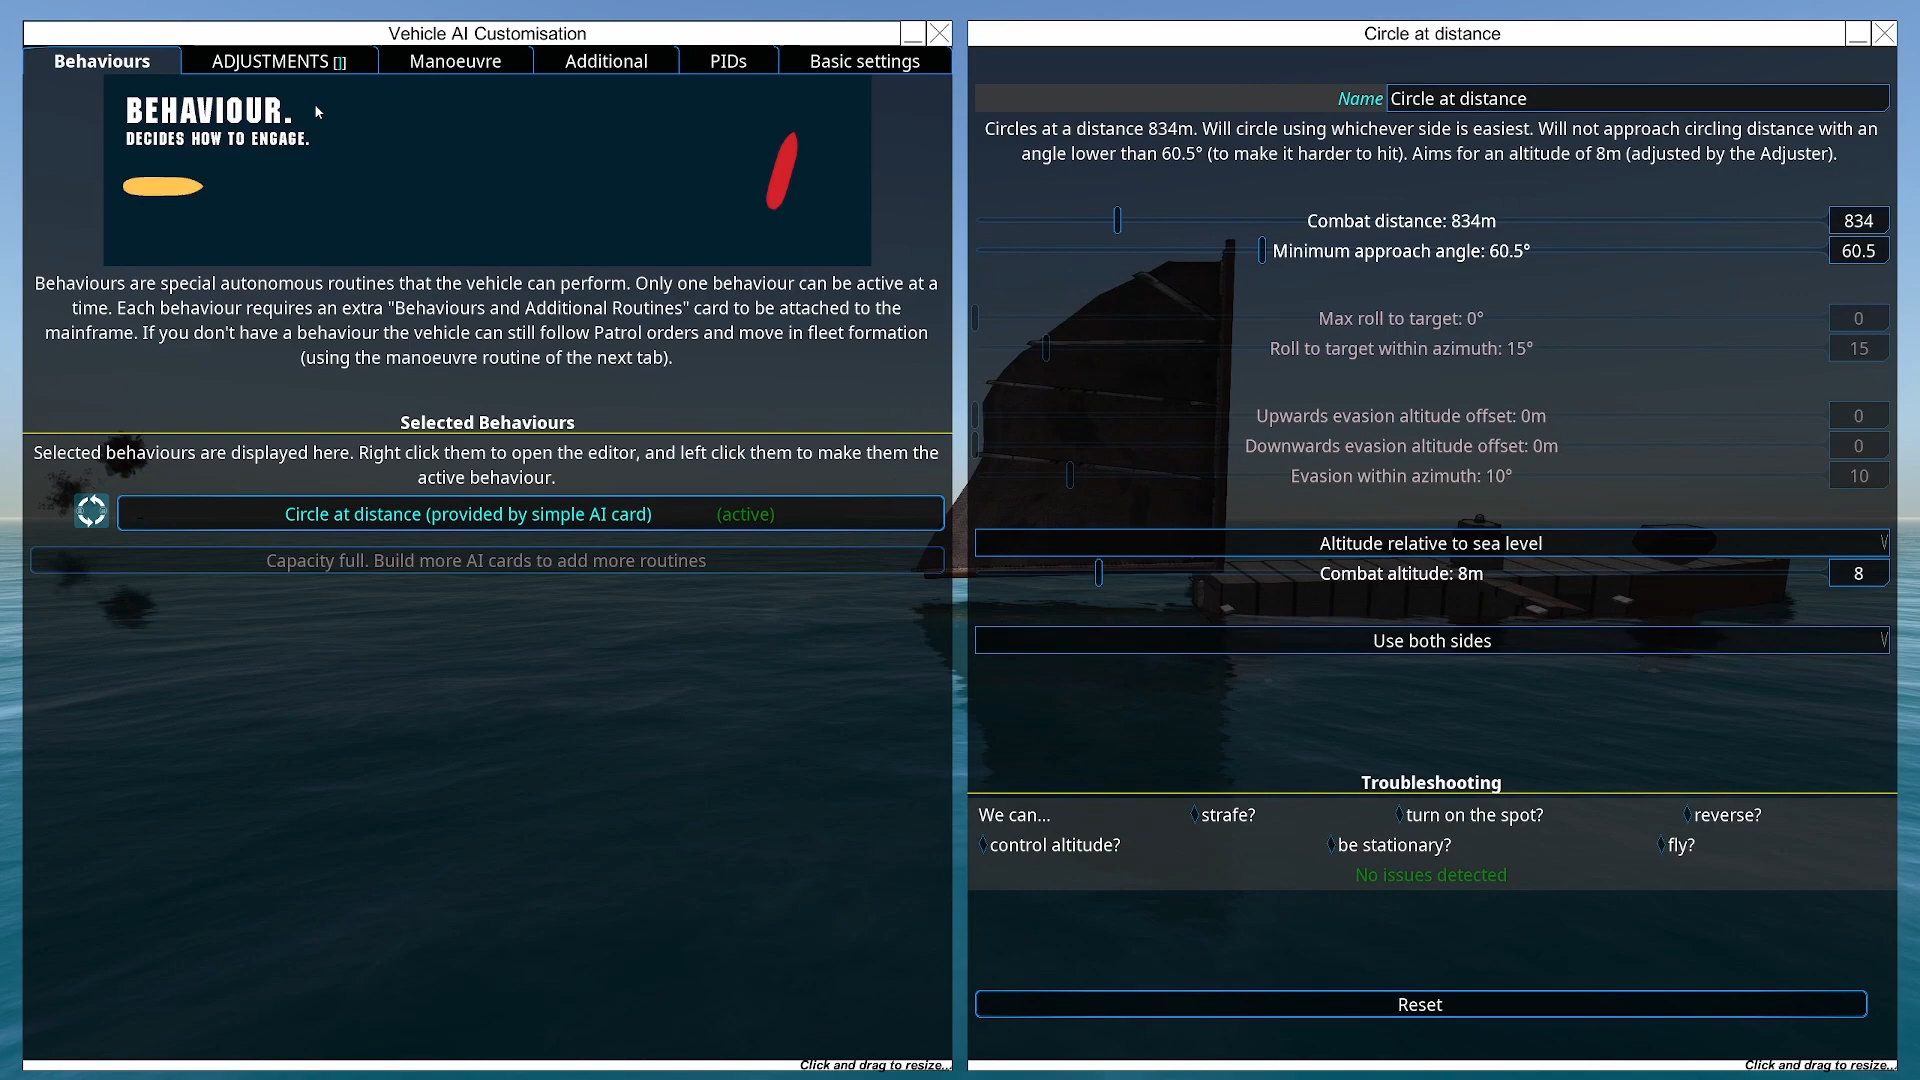 Vehicle AI Customisation
Behaviours
ADJUSTMENTS []
Manoeuvre
Additional
PIDs
Basic settings
BEHAVIOUR.
DECIDES HOW TO ENGAGE.
Behaviours are special autonomous routines that the vehicle can perform. Only one behaviour can be active at a
time. Each behaviour requires an extra "Behaviours and Additional Routines" card to be attached to the
mainframe. If you don't have a behaviour the vehicle can still follow Patrol orders and move in fleet formation
(using the manoeuvre routine of the next tab).
Selected Behaviours
Selected behaviours are displayed here. Right click them to open the editor, and left click them to make them the
active behaviour.
Circle at distance (provided by simple AI card) (active)
Capacity full. Build more AI cards to add more routines
Click and drag to resize...
Circle at distance
Name Circle at distance
Circles at a distance 834m. Will circle using whichever side is easiest. Will not approach circling distance with an
angle lower than 60.5° (to make it harder to hit). Aims for an altitude of 8m (adjusted by the Adjuster).
Combat distance: 834m 834
Minimum approach angle: 60.5° 60.5
Max roll to target: 0° 0
Roll to target within azimuth: 15° 15
Upwards evasion altitude offset: 0m 0
Downwards evasion altitude offset: 0m 0
Evasion within azimuth: 10° 10
Altitude relative to sea level V
Combat altitude: 8m 8
Use both sides V
Troubleshooting
We can... strafe? turn on the spot? reverse?
control altitude? be stationary? fly?
No issues detected
Reset
Click and drag to resize...